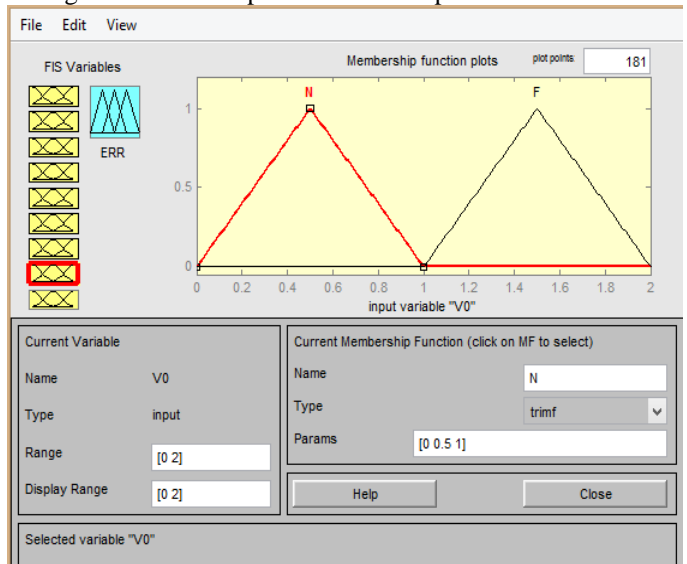 File Edit View
FIS Variables
Membership function plots
plot points:
181
ERR
N
F
1
0.5
0
0 0.2 0.4 0.6 0.8 1 1.2 1.4 1.6 1.8 2
input variable "V0"
Current Variable
Name V0
Type input
Range [0 2]
Display Range [0 2]
Current Membership Function (click on MF to select)
Name N
Type trimf
Params [0 0.5 1]
Help Close
Selected variable "V0"